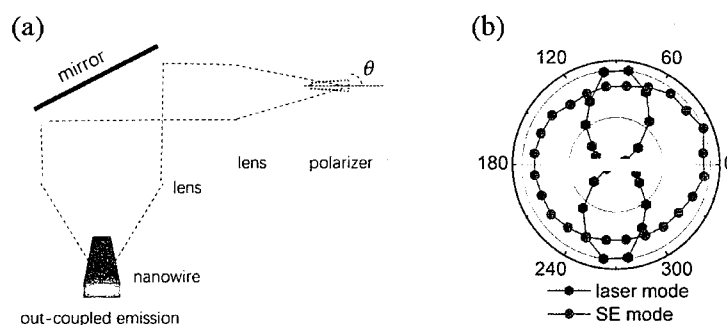 (a)
mirror
θ
lens
polarizer
lens
nanowire
out-coupled emission
(b)
120
60
180
0
240
300
laser mode
SE mode